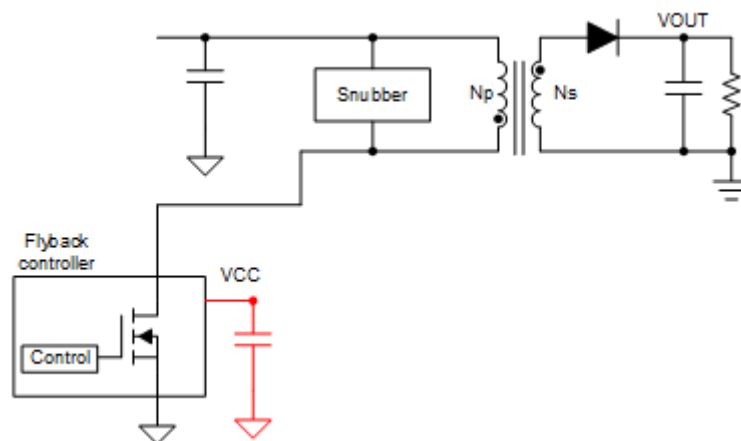 VOUT
Snubber
Np
Ns
Flyback
controller
VCC
Control